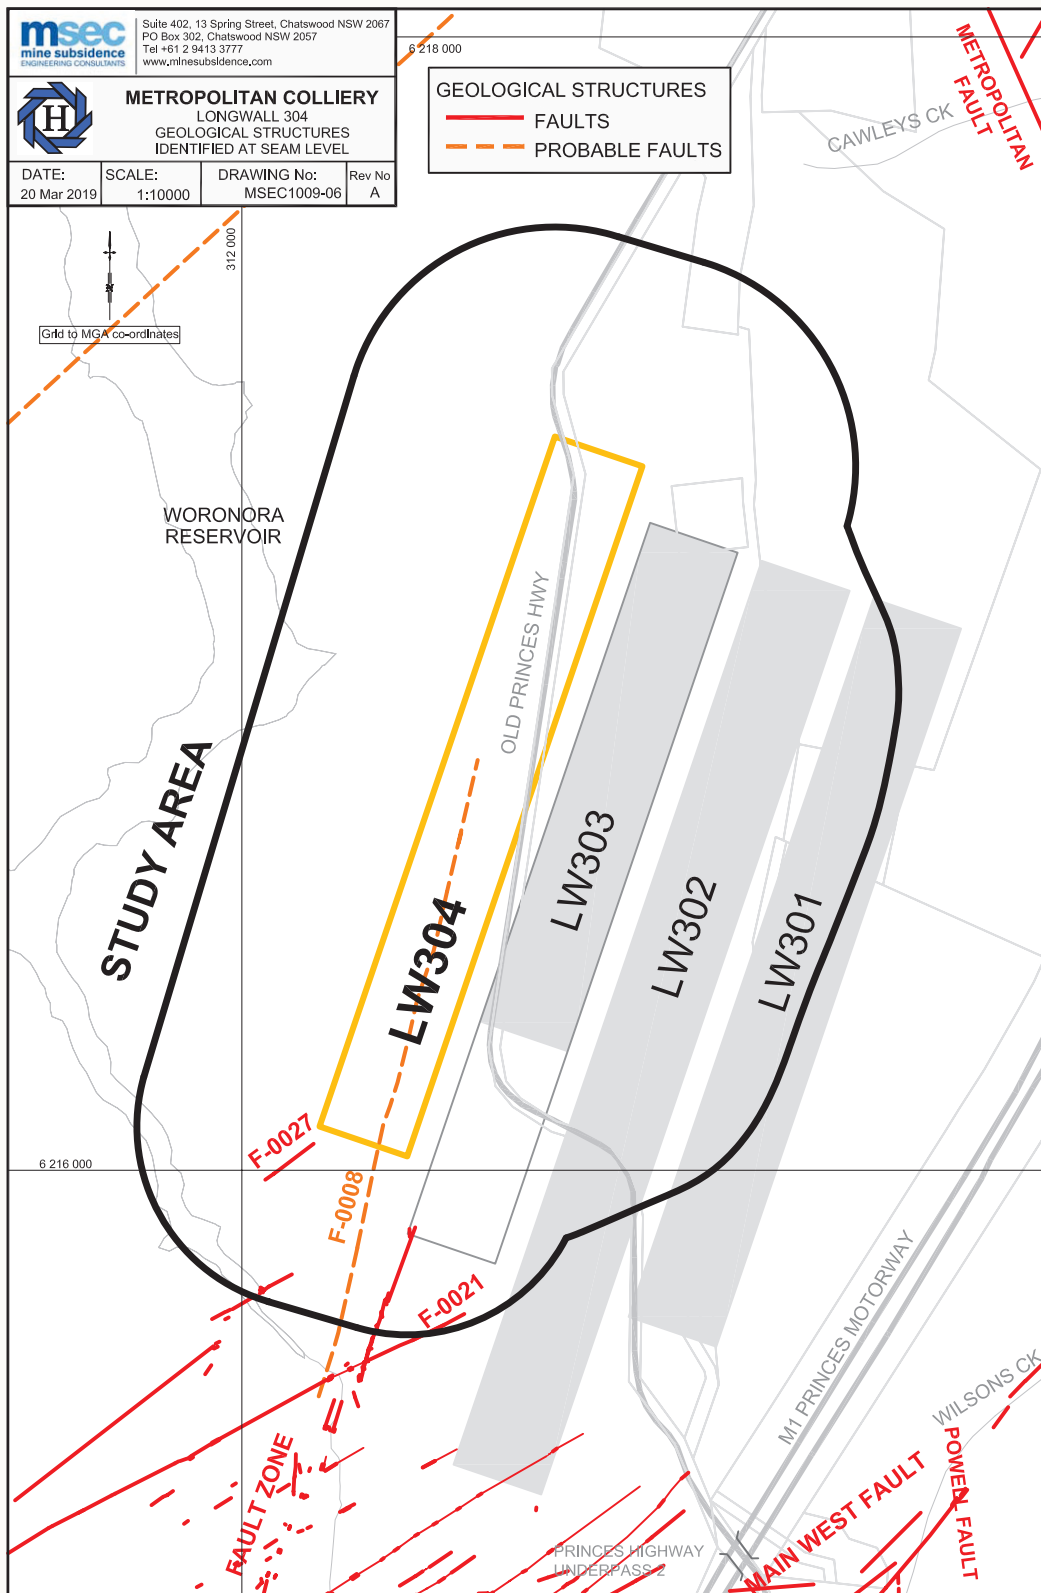 msec
mine subsidence
ENGINEERING CONSULTANTS
Suite 402, 13 Spring Street, Chatswood NSW 2067
PO Box 302, Chatswood NSW 2057
Tel +61 2 9413 3777
www.minesubsidence.com
H
METROPOLITAN COLLIERY
LONGWALL 304
GEOLOGICAL STRUCTURES
IDENTIFIED AT SEAM LEVEL
DATE:
20 Mar 2019
SCALE:
1:10000
DRAWING No:
MSEC1009-06
Rev No
A
6 218 000
GEOLOGICAL STRUCTURES
FAULTS
PROBABLE FAULTS
METROPOLITAN
FAULT
CAWLEYS CK
312 000
N
Grid to MGA co-ordinates
WORONORA
RESERVOIR
OLD PRINCES HWY
STUDY AREA
LW304
LW303
LW302
LW301
F-0027
6 216 000
F-0008
F-0021
M1 PRINCES MOTORWAY
WILSONS CK
FAULT ZONE
MAIN WEST FAULT
POWELL FAULT
PRINCES HIGHWAY
UNDERPASS 2